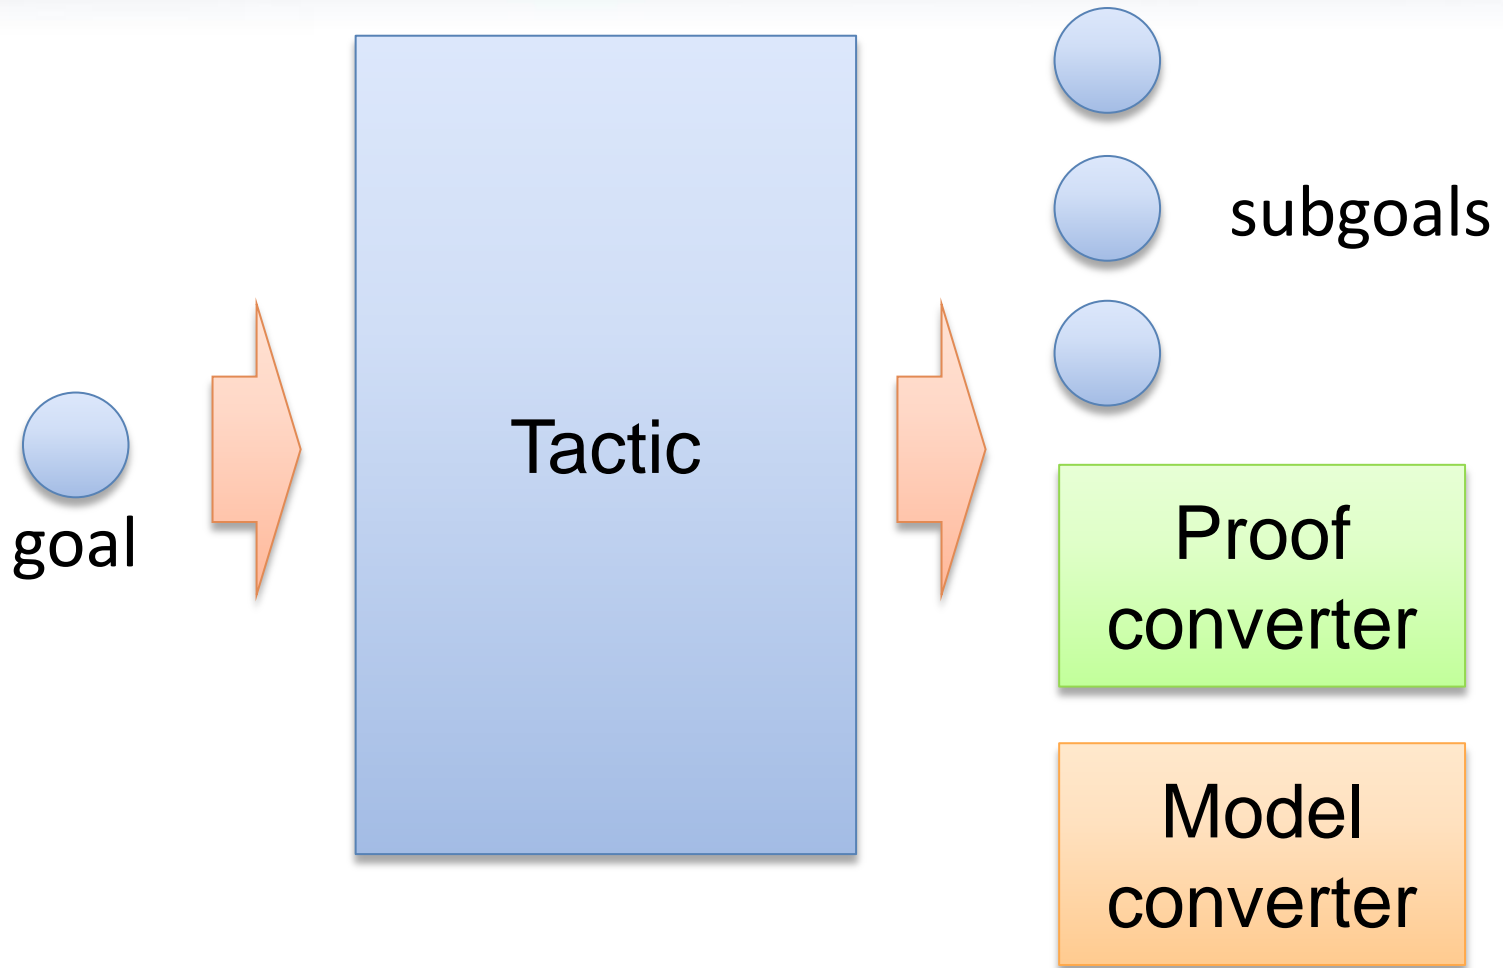 goal
Tactic
subgoals
Proof
converter
Model
converter